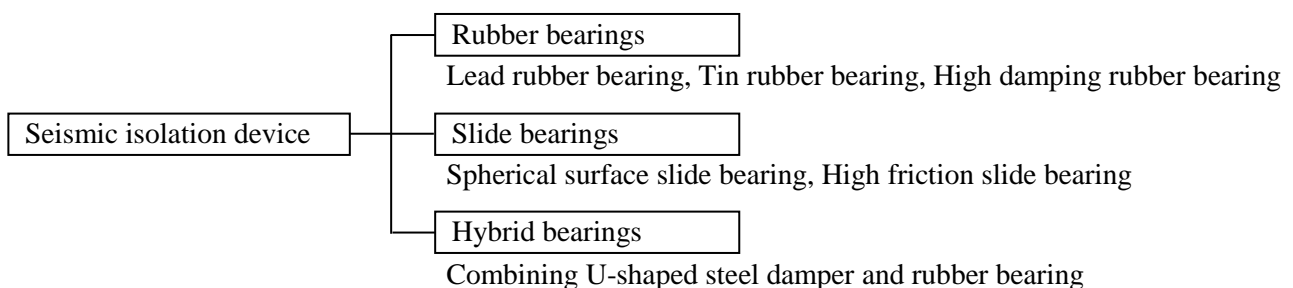 Rubber bearings
Lead rubber bearing, Tin rubber bearing, High damping rubber bearing
Seismic isolation device
Slide bearings
Spherical surface slide bearing, High friction slide bearing
Hybrid bearings
Combining U-shaped steel damper and rubber bearing